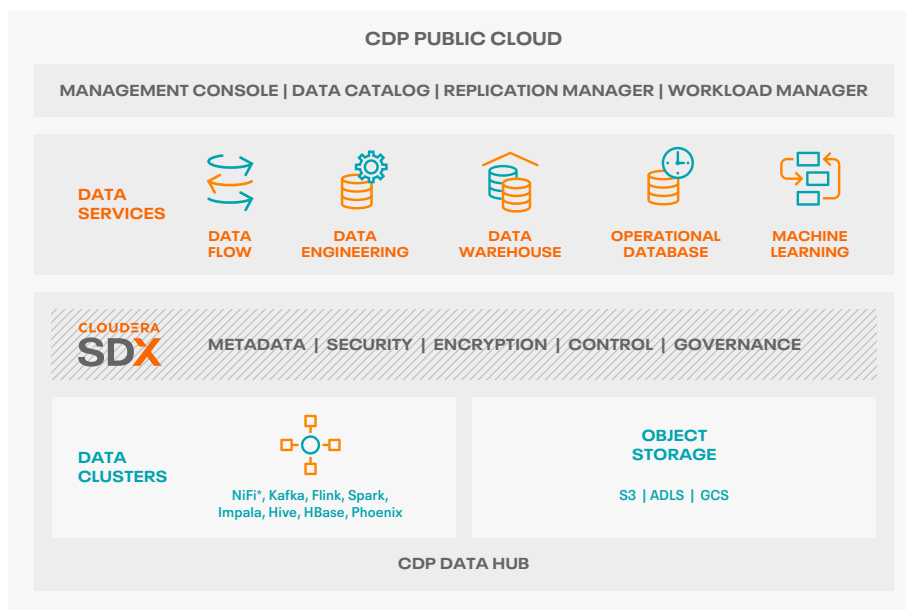 CDP PUBLIC CLOUD
MANAGEMENT CONSOLE | DATA CATALOG | REPLICATION MANAGER | WORKLOAD MANAGER
DATA
SERVICES
DATA
FLOW
DATA
ENGINEERING
DATA
WAREHOUSE
OPERATIONAL
DATABASE
MACHINE
LEARNING
CLOUDERA
SDX
METADATA | SECURITY | ENCRYPTION | CONTROL | GOVERNANCE
DATA
CLUSTERS
NiFi*, Kafka, Flink, Spark,
Impala, Hive, HBase, Phoenix
OBJECT
STORAGE
S3 | ADLS | GCS
CDP DATA HUB